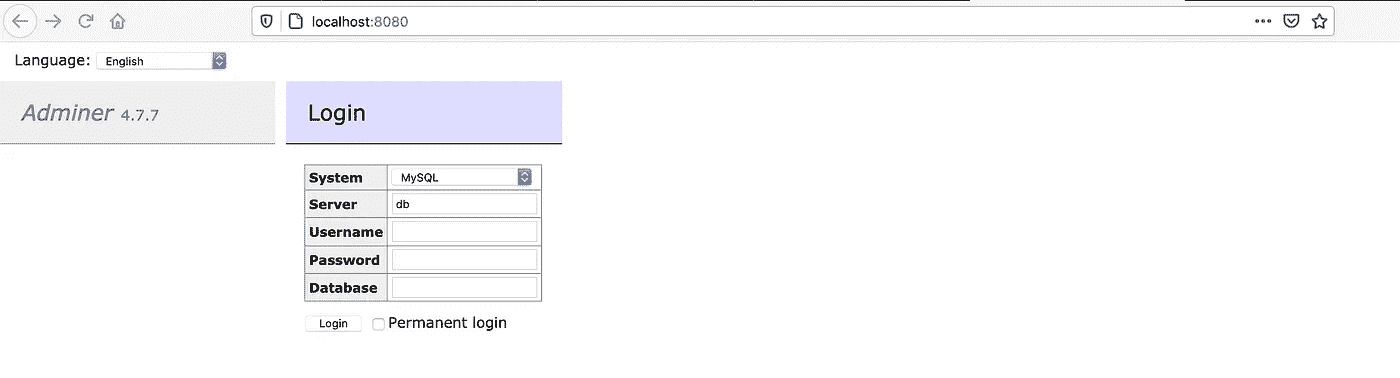 localhost:8080
Language: English
Adminer 4.7.7
Login
System MySQL
Server db
Username
Password
Database
Login Permanent login